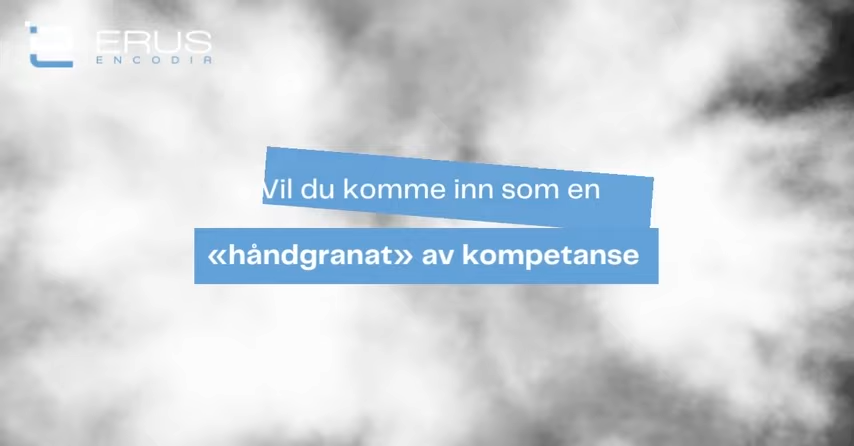 ERUS
ENCODIA
Vil du komme inn som en
«håndgranat» av kompetanse